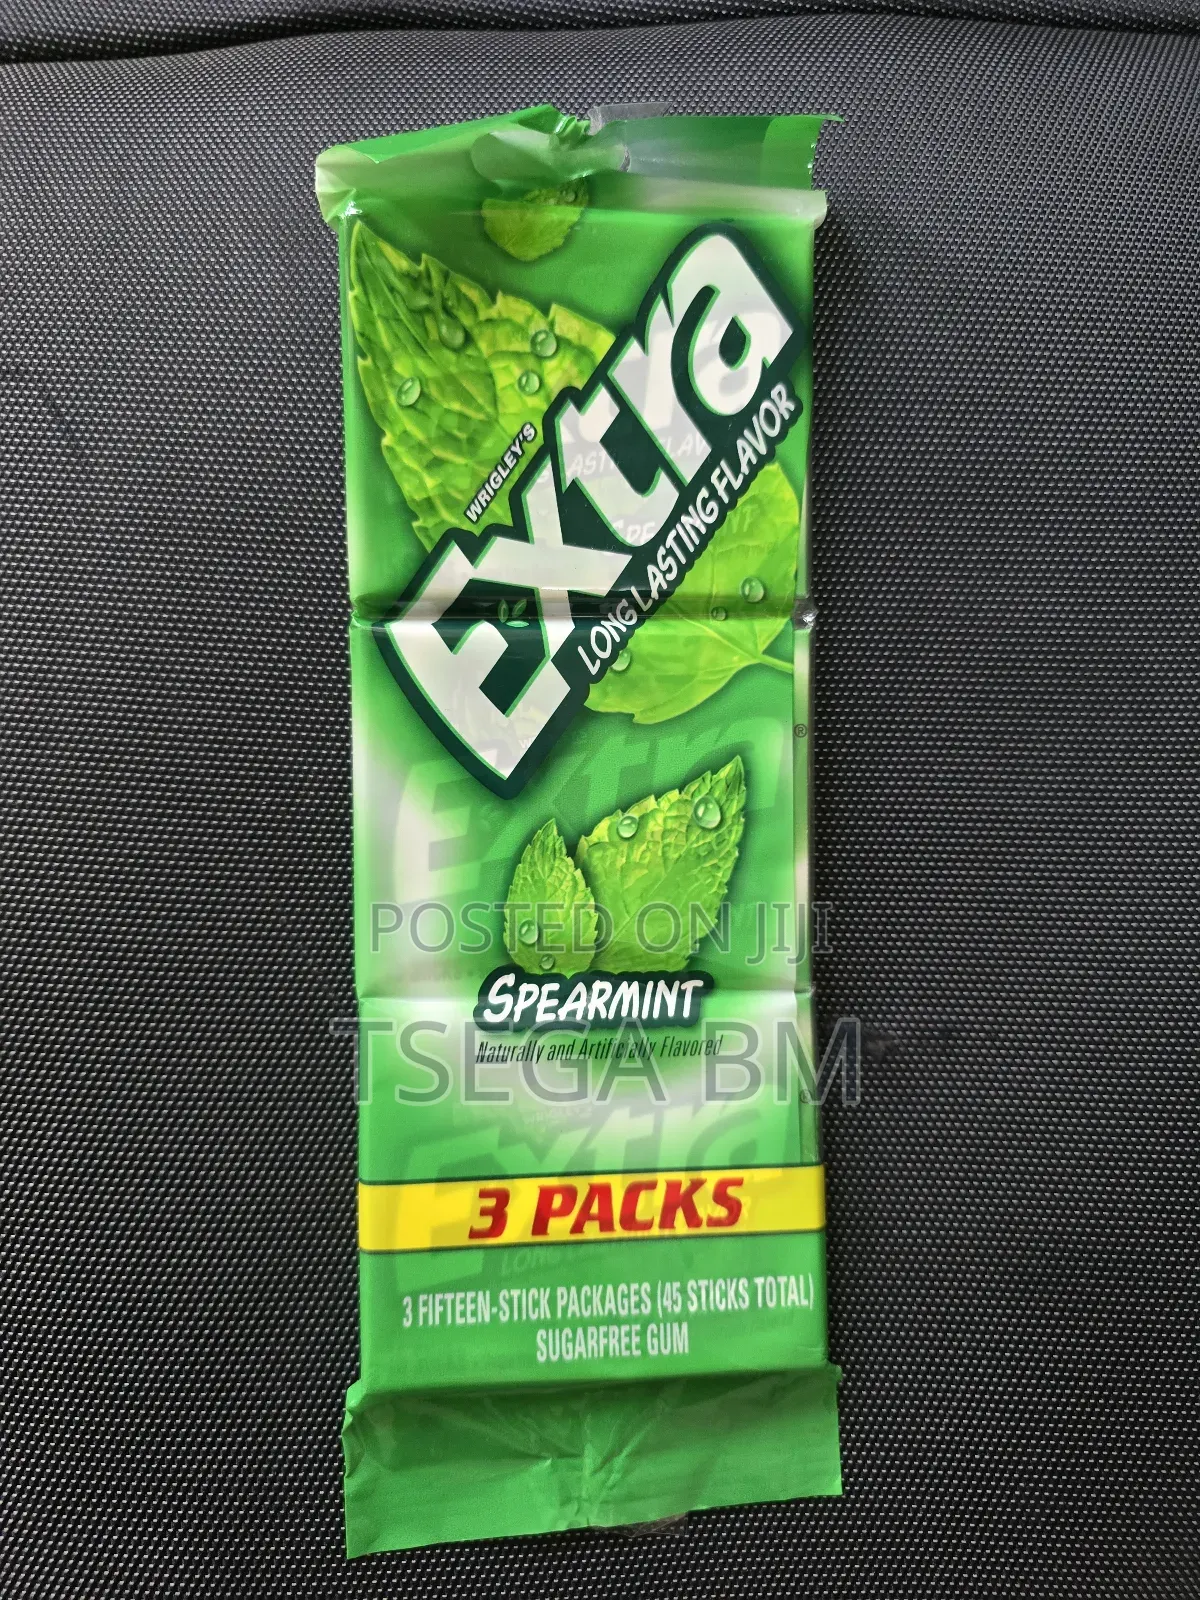 WRIGLEY'S
Extra
LONG LASTING FLAVOR
®
POSTED ON JIJI
SPEARMINT
TSEGA BM
Naturally and Artificially Flavored
3 PACKS
3 FIFTEEN-STICK PACKAGES (45 STICKS TOTAL)
SUGARFREE GUM